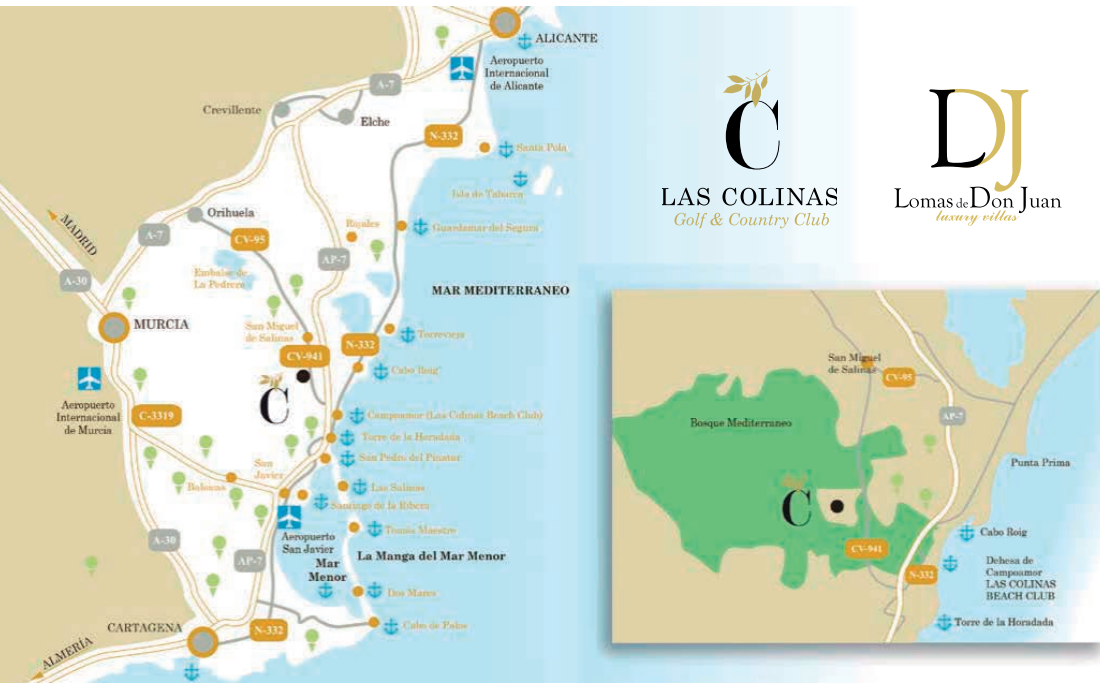 ALICANTE
Aeropuerto
Internacional
de Alicante
A-7
Crevillente
Elche
N-332
Santa Pola
Isla de Tabarca
Orihuela
CV-95
Rojales
Guardamar del Segura
MADRID
A-7
AP-7
A-30
Embalse de
La Pedrera
MAR MEDITERRANEO
MURCIA
San Miguel
de Salinas
Torrevieja
N-332
CV-941
Cabo Roig
C
Aeropuerto
Internacional
de Murcia
C-3319
Campoamor (Las Colinas Beach Club)
Torre de la Horadada
San Pedro del Pinatar
San
Javier
Balsicas
Las Salinas
Santiago de la Ribera
Tomás Maestre
A-30
Aeropuerto
San Javier
Mar
Menor
La Manga del Mar Menor
AP-7
Dos Mares
Cabo de Palos
CARTAGENA
N-332
ALMERÍA
C
LAS COLINAS
Golf & Country Club
DJ
Lomas de Don Juan
luxury villas
San Miguel
de Salinas
CV-95
AP-7
Bosque Mediterraneo
Punta Prima
C
Cabo Roig
CV-941
N-332
Dehesa de
Campoamor
LAS COLINAS
BEACH CLUB
Torre de la Horadada